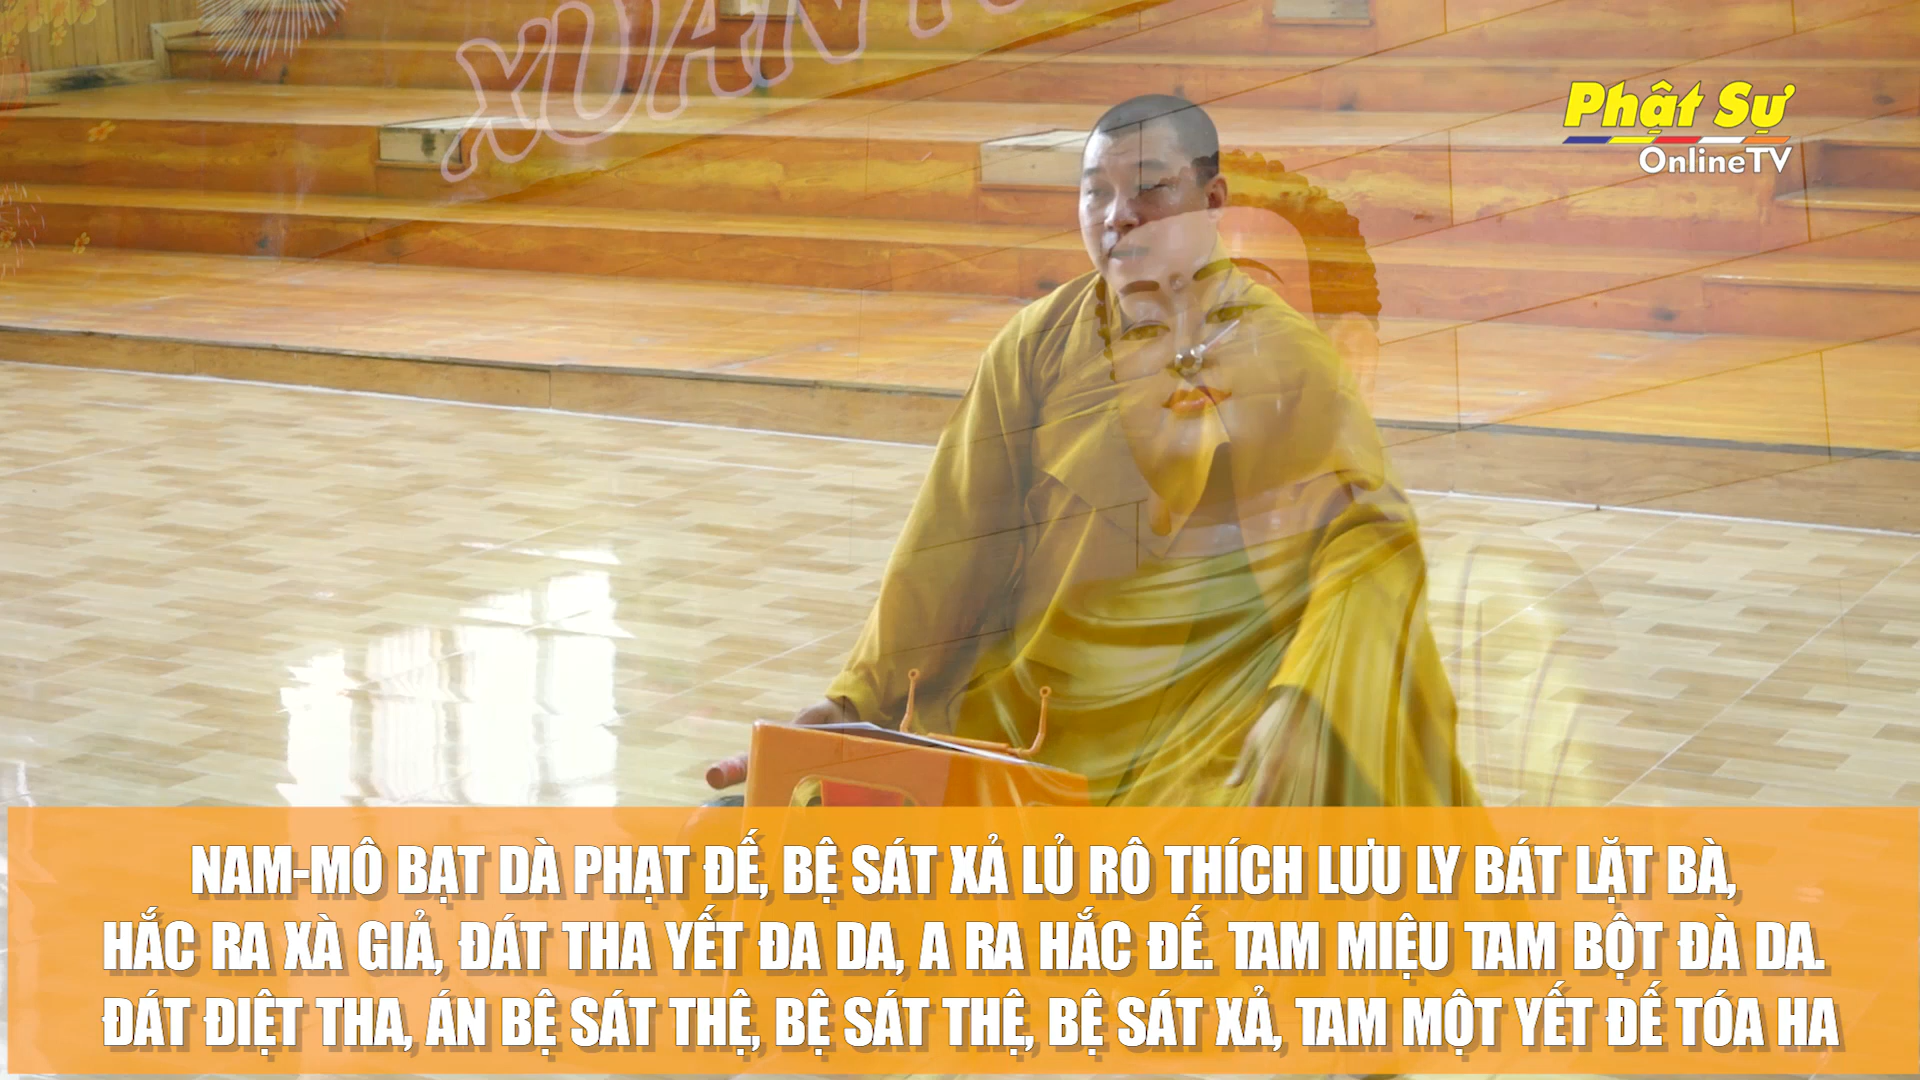 XUÂN
Phật Sự
OnlineTV
NAM-MÔ BẠT DÀ PHẠT ĐẾ, BỆ SÁT XẢ LỦ RÔ THÍCH LƯU LY BÁT LẶT BÀ,
HẮC RA XÀ GIẢ, ĐÁT THA YẾT ĐA DA, A RA HẮC ĐẾ. TAM MIỆU TAM BỘT ĐÀ DA.
ĐÁT ĐIỆT THA, ÁN BỆ SÁT THỆ, BỆ SÁT THỆ, BỆ SÁT XẢ, TAM MỘT YẾT ĐẾ TÓA HA